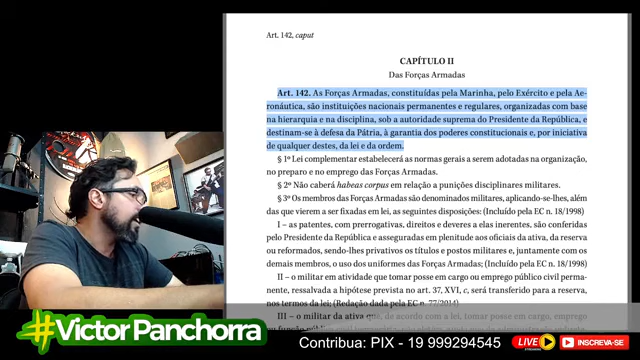 Art. 142, caput
CAPÍTULO II
Das Forças Armadas
Art. 142. As Forças Armadas, constituídas pela Marinha, pelo Exército e pela Ae-
ronáutica, são instituições nacionais permanentes e regulares, organizadas com base
na hierarquia e na disciplina, sob a autoridade suprema do Presidente da República, e
destinam-se à defesa da Pátria, à garantia dos poderes constitucionais e, por iniciativa
de qualquer destes, da lei e da ordem.
§ 1º Lei complementar estabelecerá as normas gerais a serem adotadas na organização,
no preparo e no emprego das Forças Armadas.
§ 2º Não caberá habeas corpus em relação a punições disciplinares militares.
§ 3º Os membros das Forças Armadas são denominados militares, aplicando-se-lhes, além
das que vierem a ser fixadas em lei, as seguintes disposições: (Incluído pela EC n. 18/1998)
I – as patentes, com prerrogativas, direitos e deveres a elas inerentes, são conferidas
pelo Presidente da República e asseguradas em plenitude aos oficiais da ativa, da reserva
ou reformados, sendo-lhes privativos os títulos e postos militares e, juntamente com os
demais membros, o uso dos uniformes das Forças Armadas; (Incluído pela EC n. 18/1998)
II – o militar em atividade que tomar posse em cargo ou emprego público civil perma-
nente, ressalvada a hipótese prevista no art. 37, XVI, c, será transferido para a reserva,
nos termos da lei; (Redação dada pela EC n. 77/2014)
III – o militar da ativa que, de acordo com a lei, tomar posse em cargo, emprego
#Victor Panchorra
Contribua: PIX - 19 999294545
LIVE
INSCREVA-SE